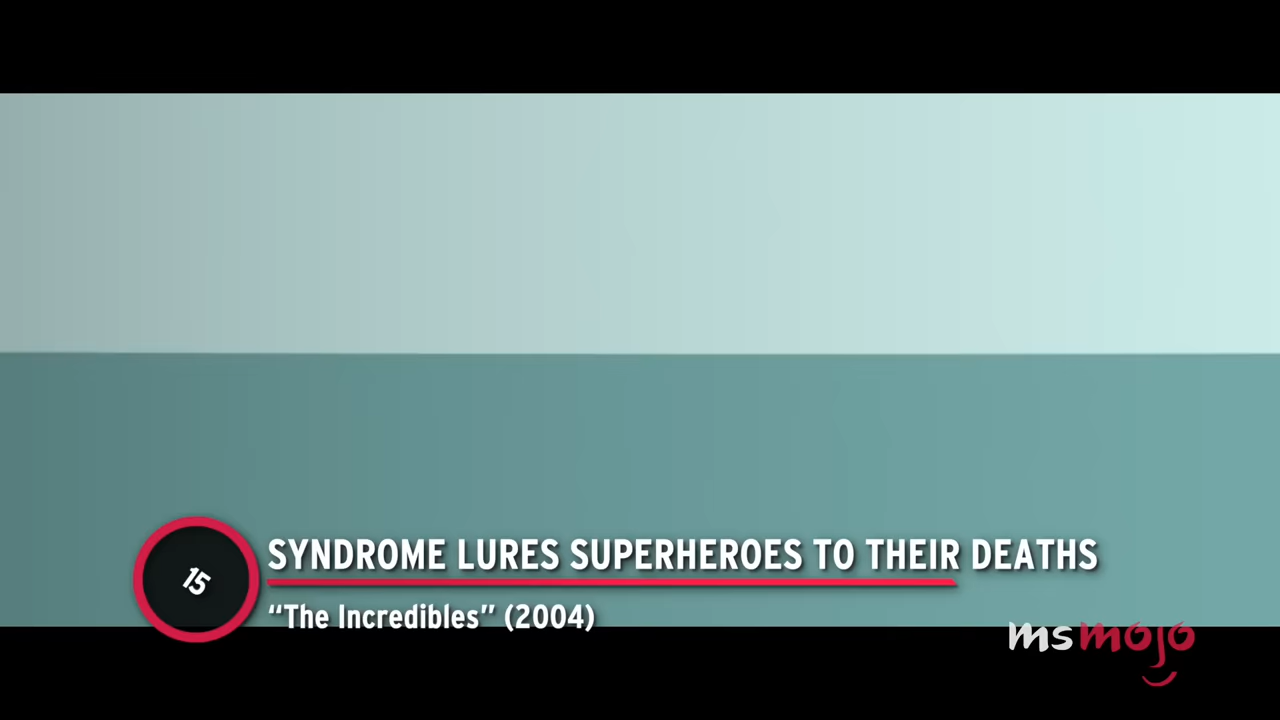 SYNDROME LURES SUPERHEROES TO THEIR DEATHS
15
“The Incredibles” (2004)
msmojo